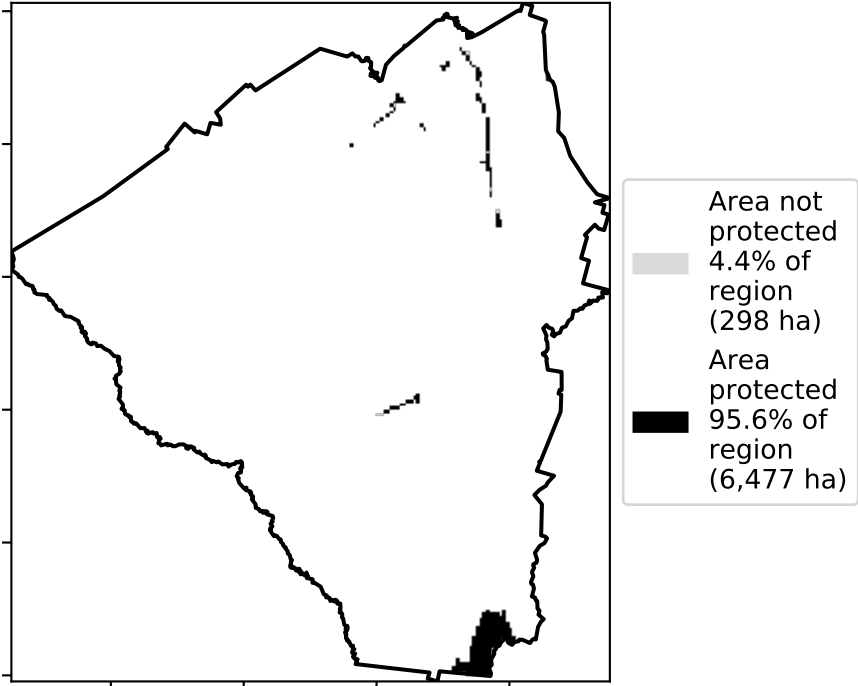 Area not
protected
4.4% of
region
(298 ha)
Area
protected
95.6% of
region
(6,477 ha)